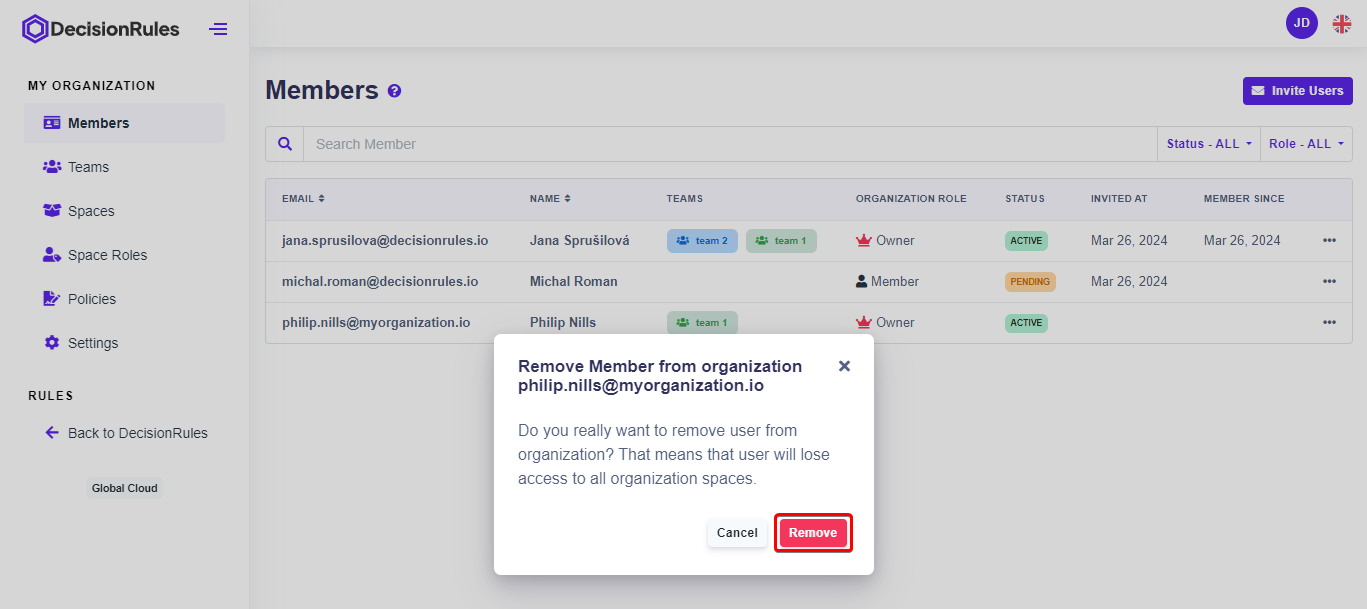 DecisionRules
JD
MY ORGANIZATION
Members
Teams
Spaces
Space Roles
Policies
Settings
RULES
Back to DecisionRules
Global Cloud
Members ?
Invite Users
Search Member
Status - ALL
Role - ALL
EMAIL NAME TEAMS ORGANIZATION ROLE STATUS INVITED AT MEMBER SINCE
jana.sprusilova@decisionrules.io Jana Sprušilová team 2 team 1 Owner ACTIVE Mar 26, 2024 Mar 26, 2024
michal.roman@decisionrules.io Michal Roman Member PENDING Mar 26, 2024
philip.nills@myorganization.io Philip Nills team 1 Owner ACTIVE
Remove Member from organization
philip.nills@myorganization.io
Do you really want to remove user from
organization? That means that user will lose
access to all organization spaces.
Cancel
Remove